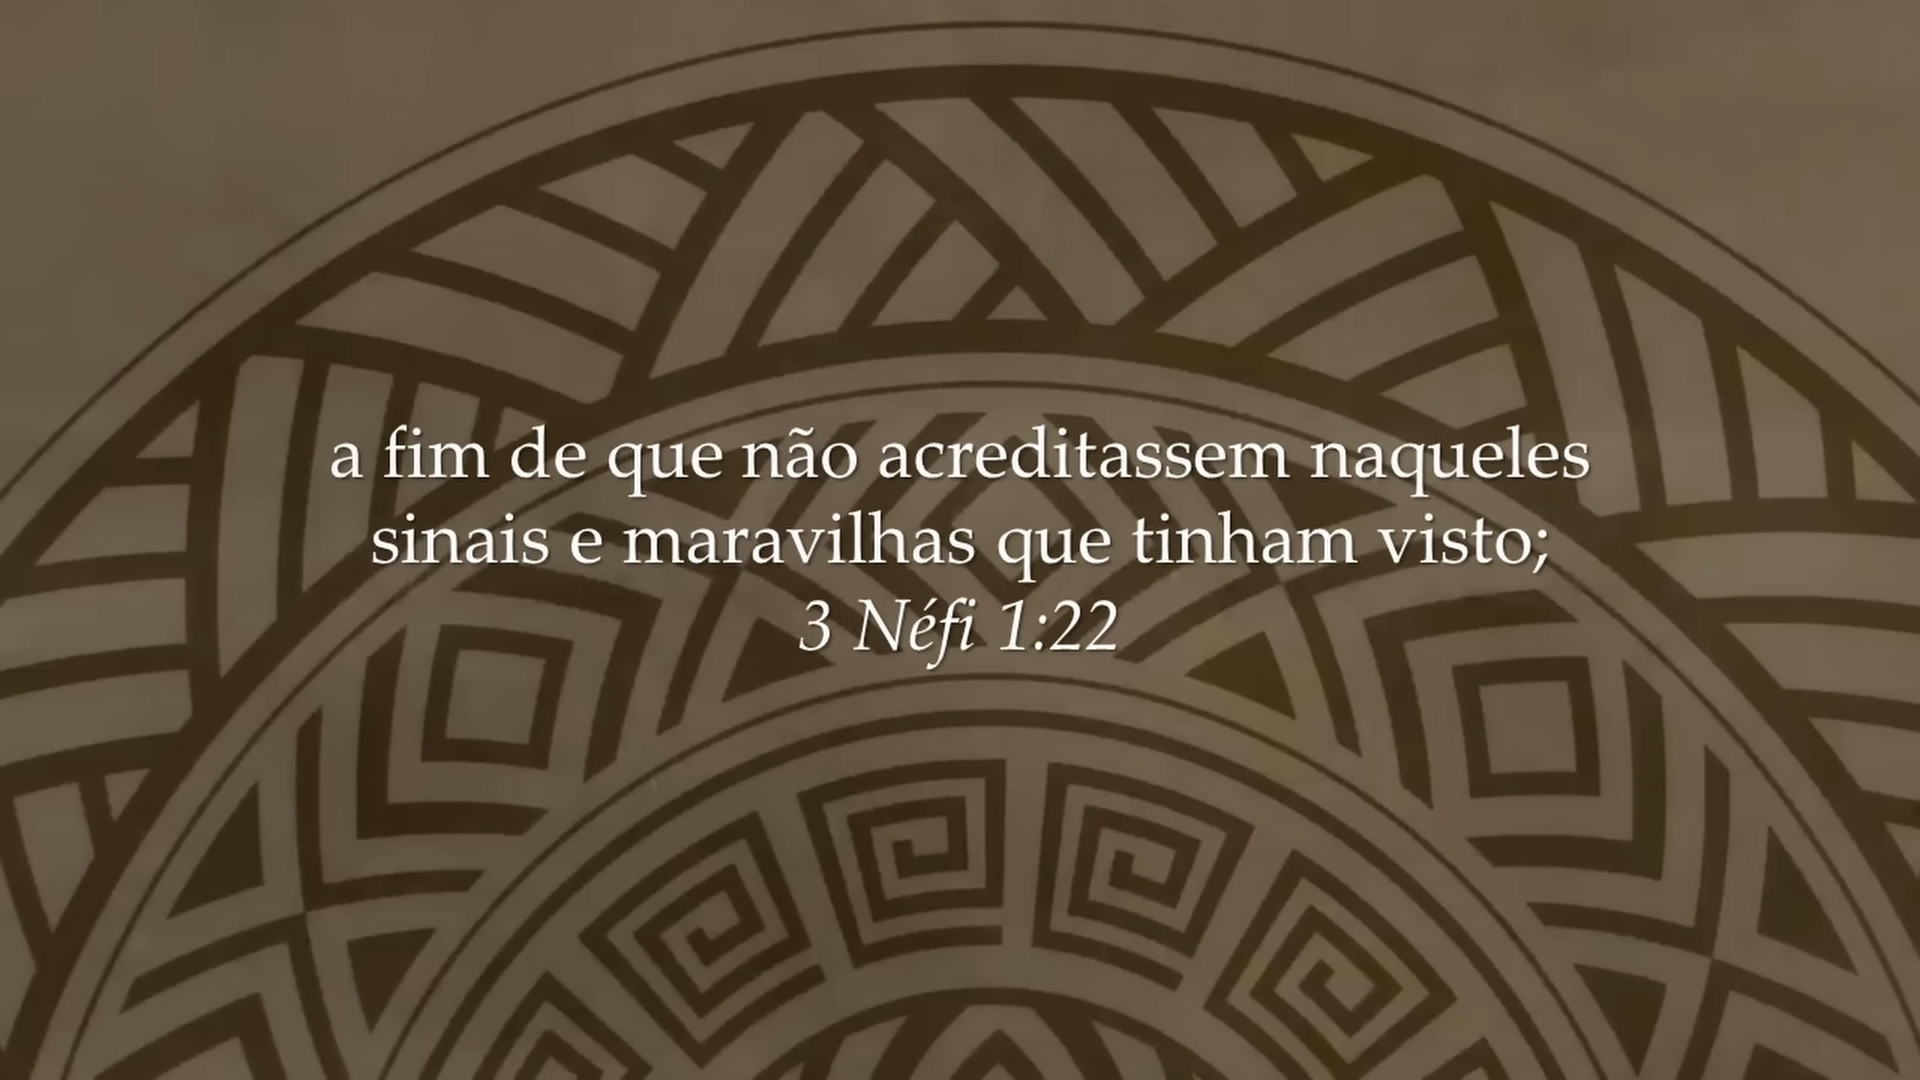 a fim de que não acreditassem naqueles
sinais e maravilhas que tinham visto;
3 Néfi 1:22